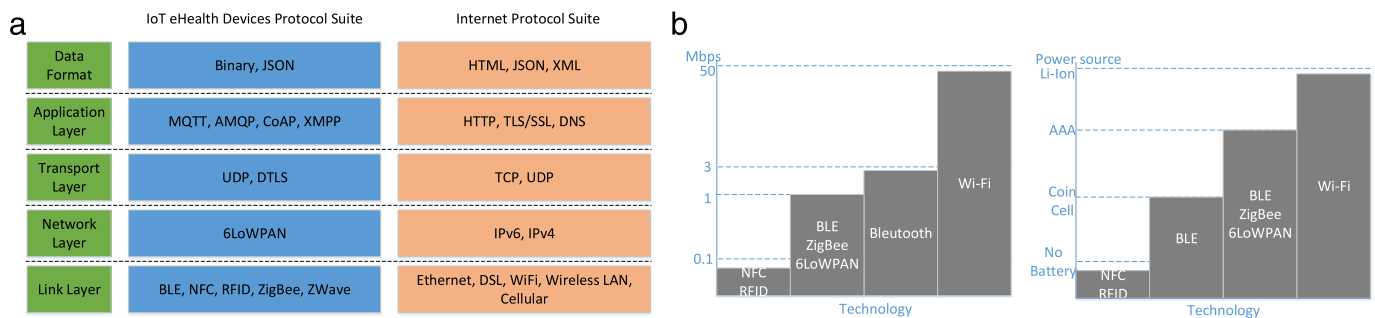 a
IoT eHealth Devices Protocol Suite
Internet Protocol Suite
Data
Format
Binary, JSON
HTML, JSON, XML
Application
Layer
MQTT, AMQP, CoAP, XMPP
HTTP, TLS/SSL, DNS
Transport
Layer
UDP, DTLS
TCP, UDP
Network
Layer
6LoWPAN
IPv6, IPv4
Link Layer
BLE, NFC, RFID, ZigBee, ZWave
Ethernet, DSL, WiFi, Wireless LAN,
Cellular
b
Mbps
50
3
1
0.1
NFC
RFID
BLE
ZigBee
6LoWPAN
Bleutooth
Wi-Fi
Technology
Power source
Li-Ion
AAA
Coin
Cell
No
Battery
NFC
RFID
BLE
BLE
ZigBee
6LoWPAN
Wi-Fi
Technology